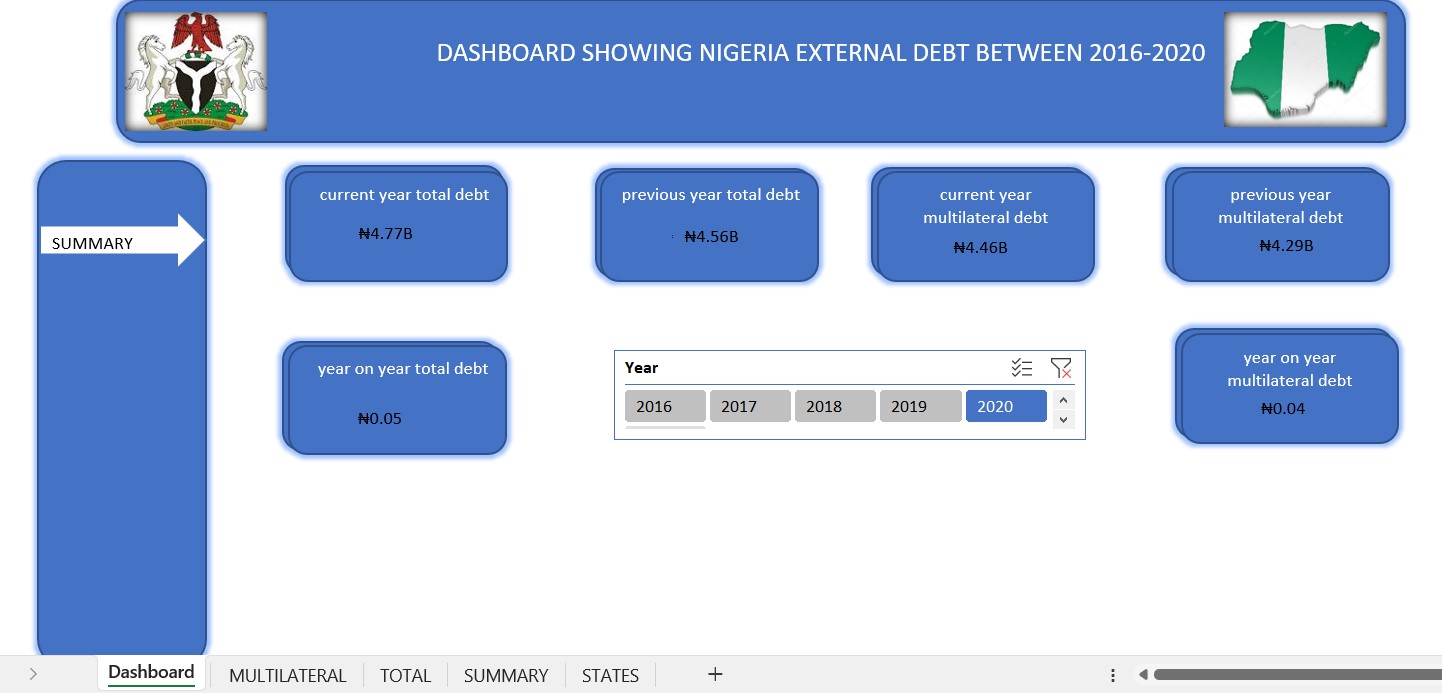 DASHBOARD SHOWING NIGERIA EXTERNAL DEBT BETWEEN 2016-2020
SUMMARY
current year total debt
₦4.77B
previous year total debt
₦4.56B
current year
multilateral debt
₦4.46B
previous year
multilateral debt
₦4.29B
year on year total debt
₦0.05
Year
2016
2017
2018
2019
2020
year on year
multilateral debt
₦0.04
Dashboard
MULTILATERAL
TOTAL
SUMMARY
STATES